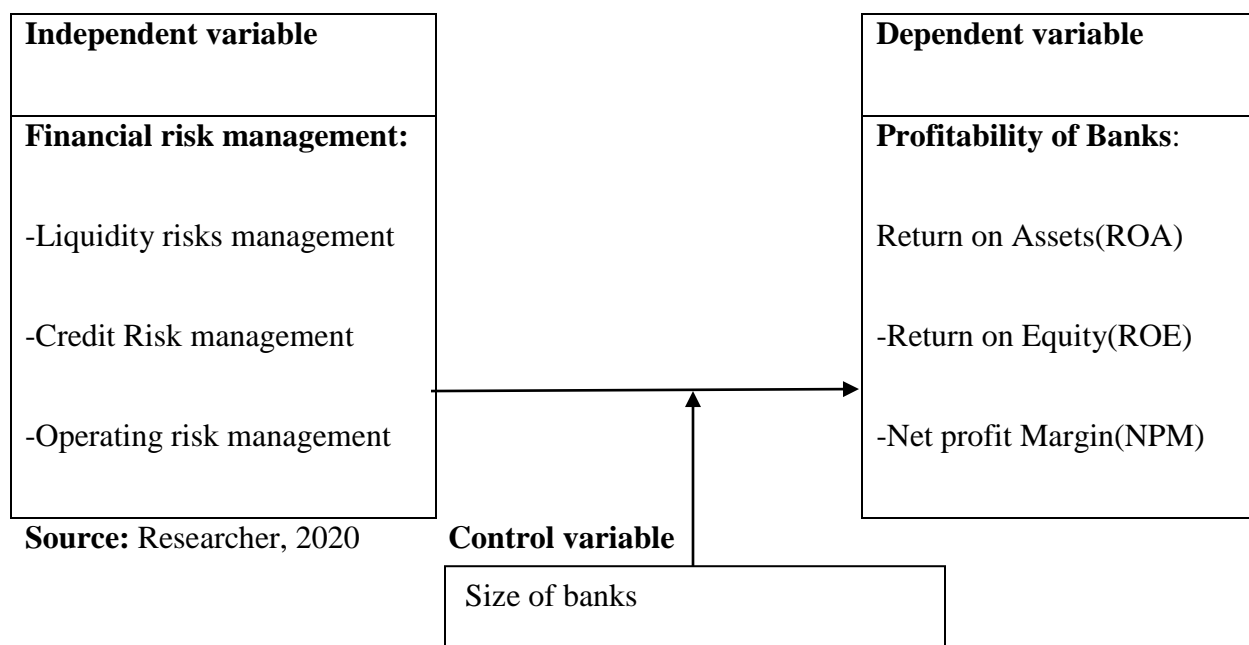 Independent variable
Financial risk management:
-Liquidity risks management
-Credit Risk management
-Operating risk management
Dependent variable
Profitability of Banks:
Return on Assets(ROA)
-Return on Equity(ROE)
-Net profit Margin(NPM)
Source: Researcher, 2020
Control variable
Size of banks